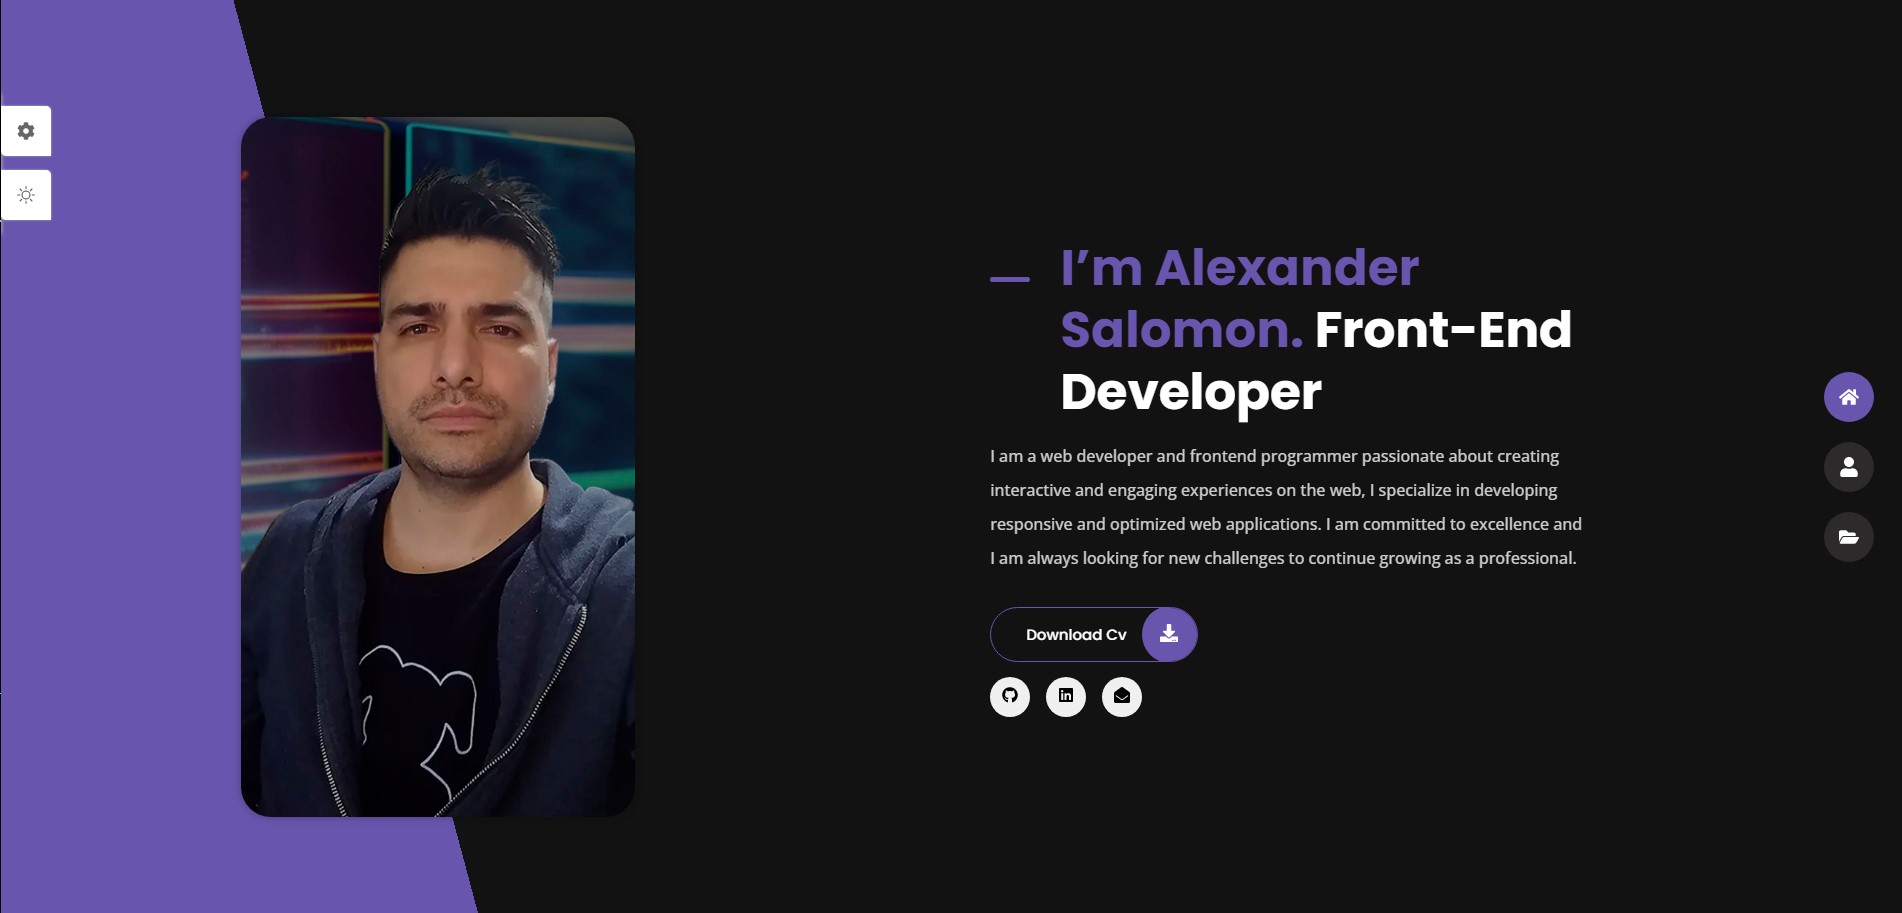 I’m Alexander
Salomon. Front-End
Developer
I am a web developer and frontend programmer passionate about creating
interactive and engaging experiences on the web, I specialize in developing
responsive and optimized web applications. I am committed to excellence and
I am always looking for new challenges to continue growing as a professional.
Download Cv
in